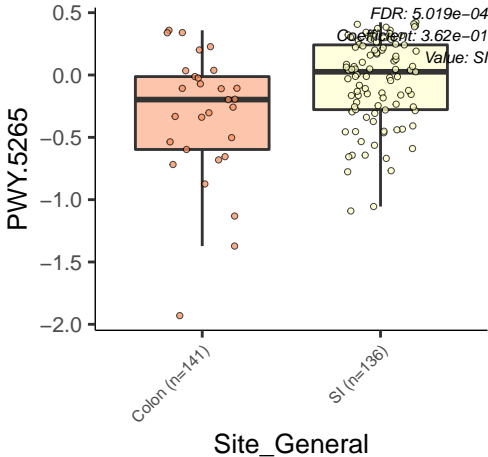 FDR: 5.019e−04
Coefficient: 3.62e−01
Value: SI
0.5
0.0
−0.5
−1.0
−1.5
−2.0
PWY.5265
Colon (n=141)
SI (n=136)
Site_General